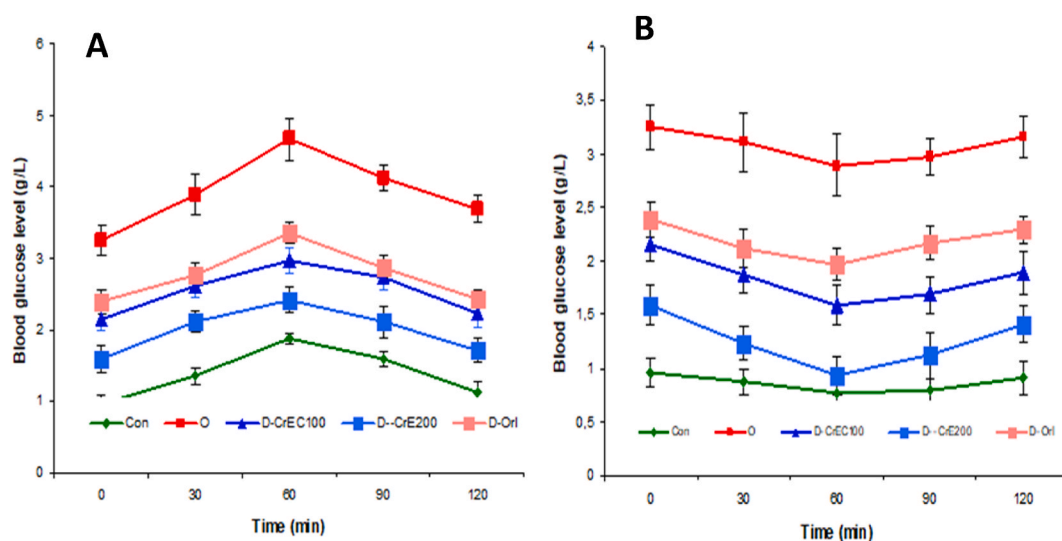 A
Blood glucose level (g/L)
6
5
4
3
2
1
0
Con O D-CrEC100 D--CrE200 D-Orl
0 30 60 90 120
Time (min)
B
Blood glucose level (g/L)
4
3,5
3
2,5
2
1,5
1
0,5
0
Con O D-CrEC100 D--CrE200 D-Orl
0 30 60 90 120
Time (min)